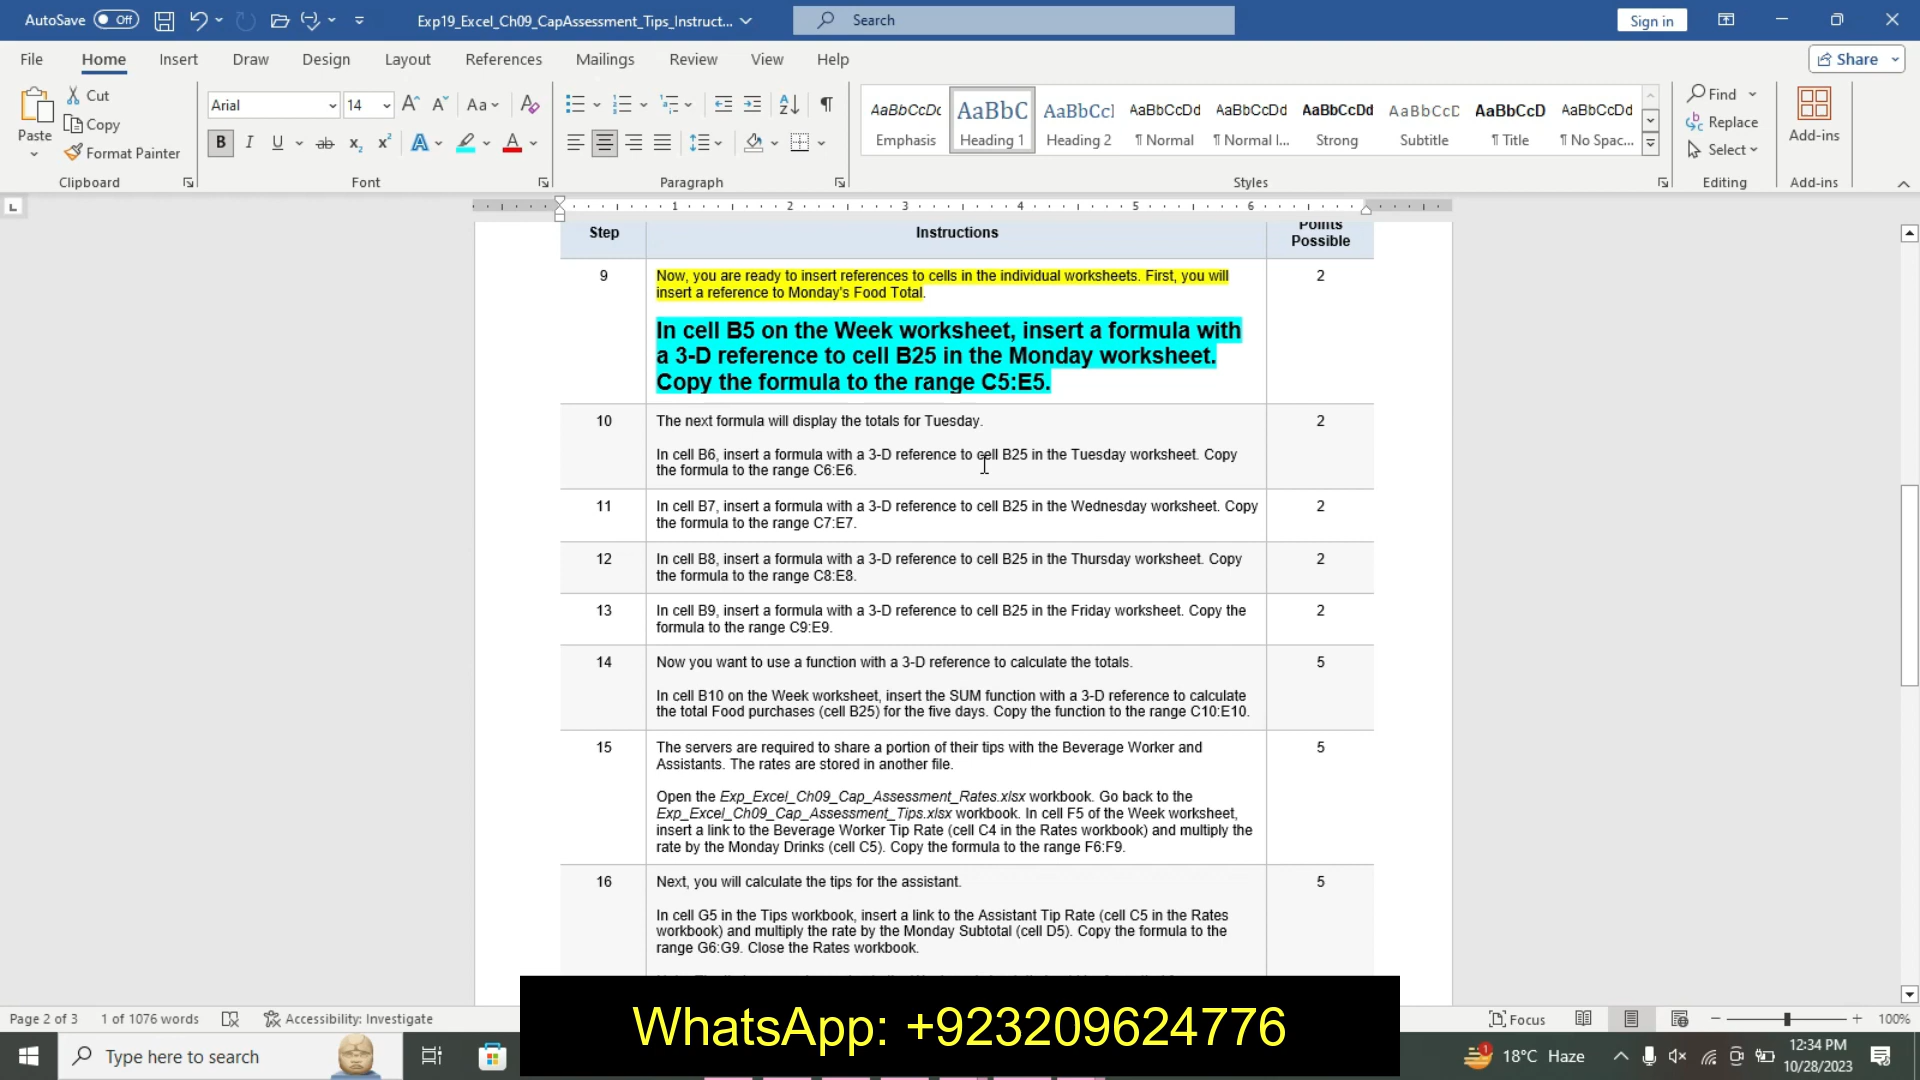 AutoSave Off
Exp19_Excel_Ch09_CapAssessment_Tips_Instruct...
Search
Sign in
File Home Insert Draw Design Layout References Mailings Review View Help
Share
Paste
Cut
Copy
Format Painter
Clipboard
Arial 14
Font
Paragraph
AaBbCcDc AaBbC AaBbCcI AaBbCcDd AaBbCcDd AaBbCcDd AaBbCcD AaBbCcD AaBbCcDd
Emphasis Heading 1 Heading 2 ¶ Normal ¶ Normal I... Strong Subtitle ¶ Title ¶ No Spac...
Styles
Find
Replace
Select
Editing
Add-ins
Add-ins
1 2 3 4 5 6
Step Instructions Points
Possible
9 Now, you are ready to insert references to cells in the individual worksheets. First, you will 2
insert a reference to Monday's Food Total.
In cell B5 on the Week worksheet, insert a formula with
a 3-D reference to cell B25 in the Monday worksheet.
Copy the formula to the range C5:E5.
10 The next formula will display the totals for Tuesday. 2
In cell B6, insert a formula with a 3-D reference to cell B25 in the Tuesday worksheet. Copy
the formula to the range C6:E6.
11 In cell B7, insert a formula with a 3-D reference to cell B25 in the Wednesday worksheet. Copy 2
the formula to the range C7:E7.
12 In cell B8, insert a formula with a 3-D reference to cell B25 in the Thursday worksheet. Copy 2
the formula to the range C8:E8.
13 In cell B9, insert a formula with a 3-D reference to cell B25 in the Friday worksheet. Copy the 2
formula to the range C9:E9.
14 Now you want to use a function with a 3-D reference to calculate the totals. 5
In cell B10 on the Week worksheet, insert the SUM function with a 3-D reference to calculate
the total Food purchases (cell B25) for the five days. Copy the function to the range C10:E10.
15 The servers are required to share a portion of their tips with the Beverage Worker and 5
Assistants. The rates are stored in another file.
Open the Exp_Excel_Ch09_Cap_Assessment_Rates.xlsx workbook. Go back to the
Exp_Excel_Ch09_Cap_Assessment_Tips.xlsx workbook. In cell F5 of the Week worksheet,
insert a link to the Beverage Worker Tip Rate (cell C4 in the Rates workbook) and multiply the
rate by the Monday Drinks (cell C5). Copy the formula to the range F6:F9.
16 Next, you will calculate the tips for the assistant. 5
In cell G5 in the Tips workbook, insert a link to the Assistant Tip Rate (cell C5 in the Rates
workbook) and multiply the rate by the Monday Subtotal (cell D5). Copy the formula to the
range G6:G9. Close the Rates workbook.
WhatsApp: +923209624776
Page 2 of 3 1 of 1076 words Accessibility: Investigate
Focus 100%
Type here to search
18°C Haze
12:34 PM
10/28/2023